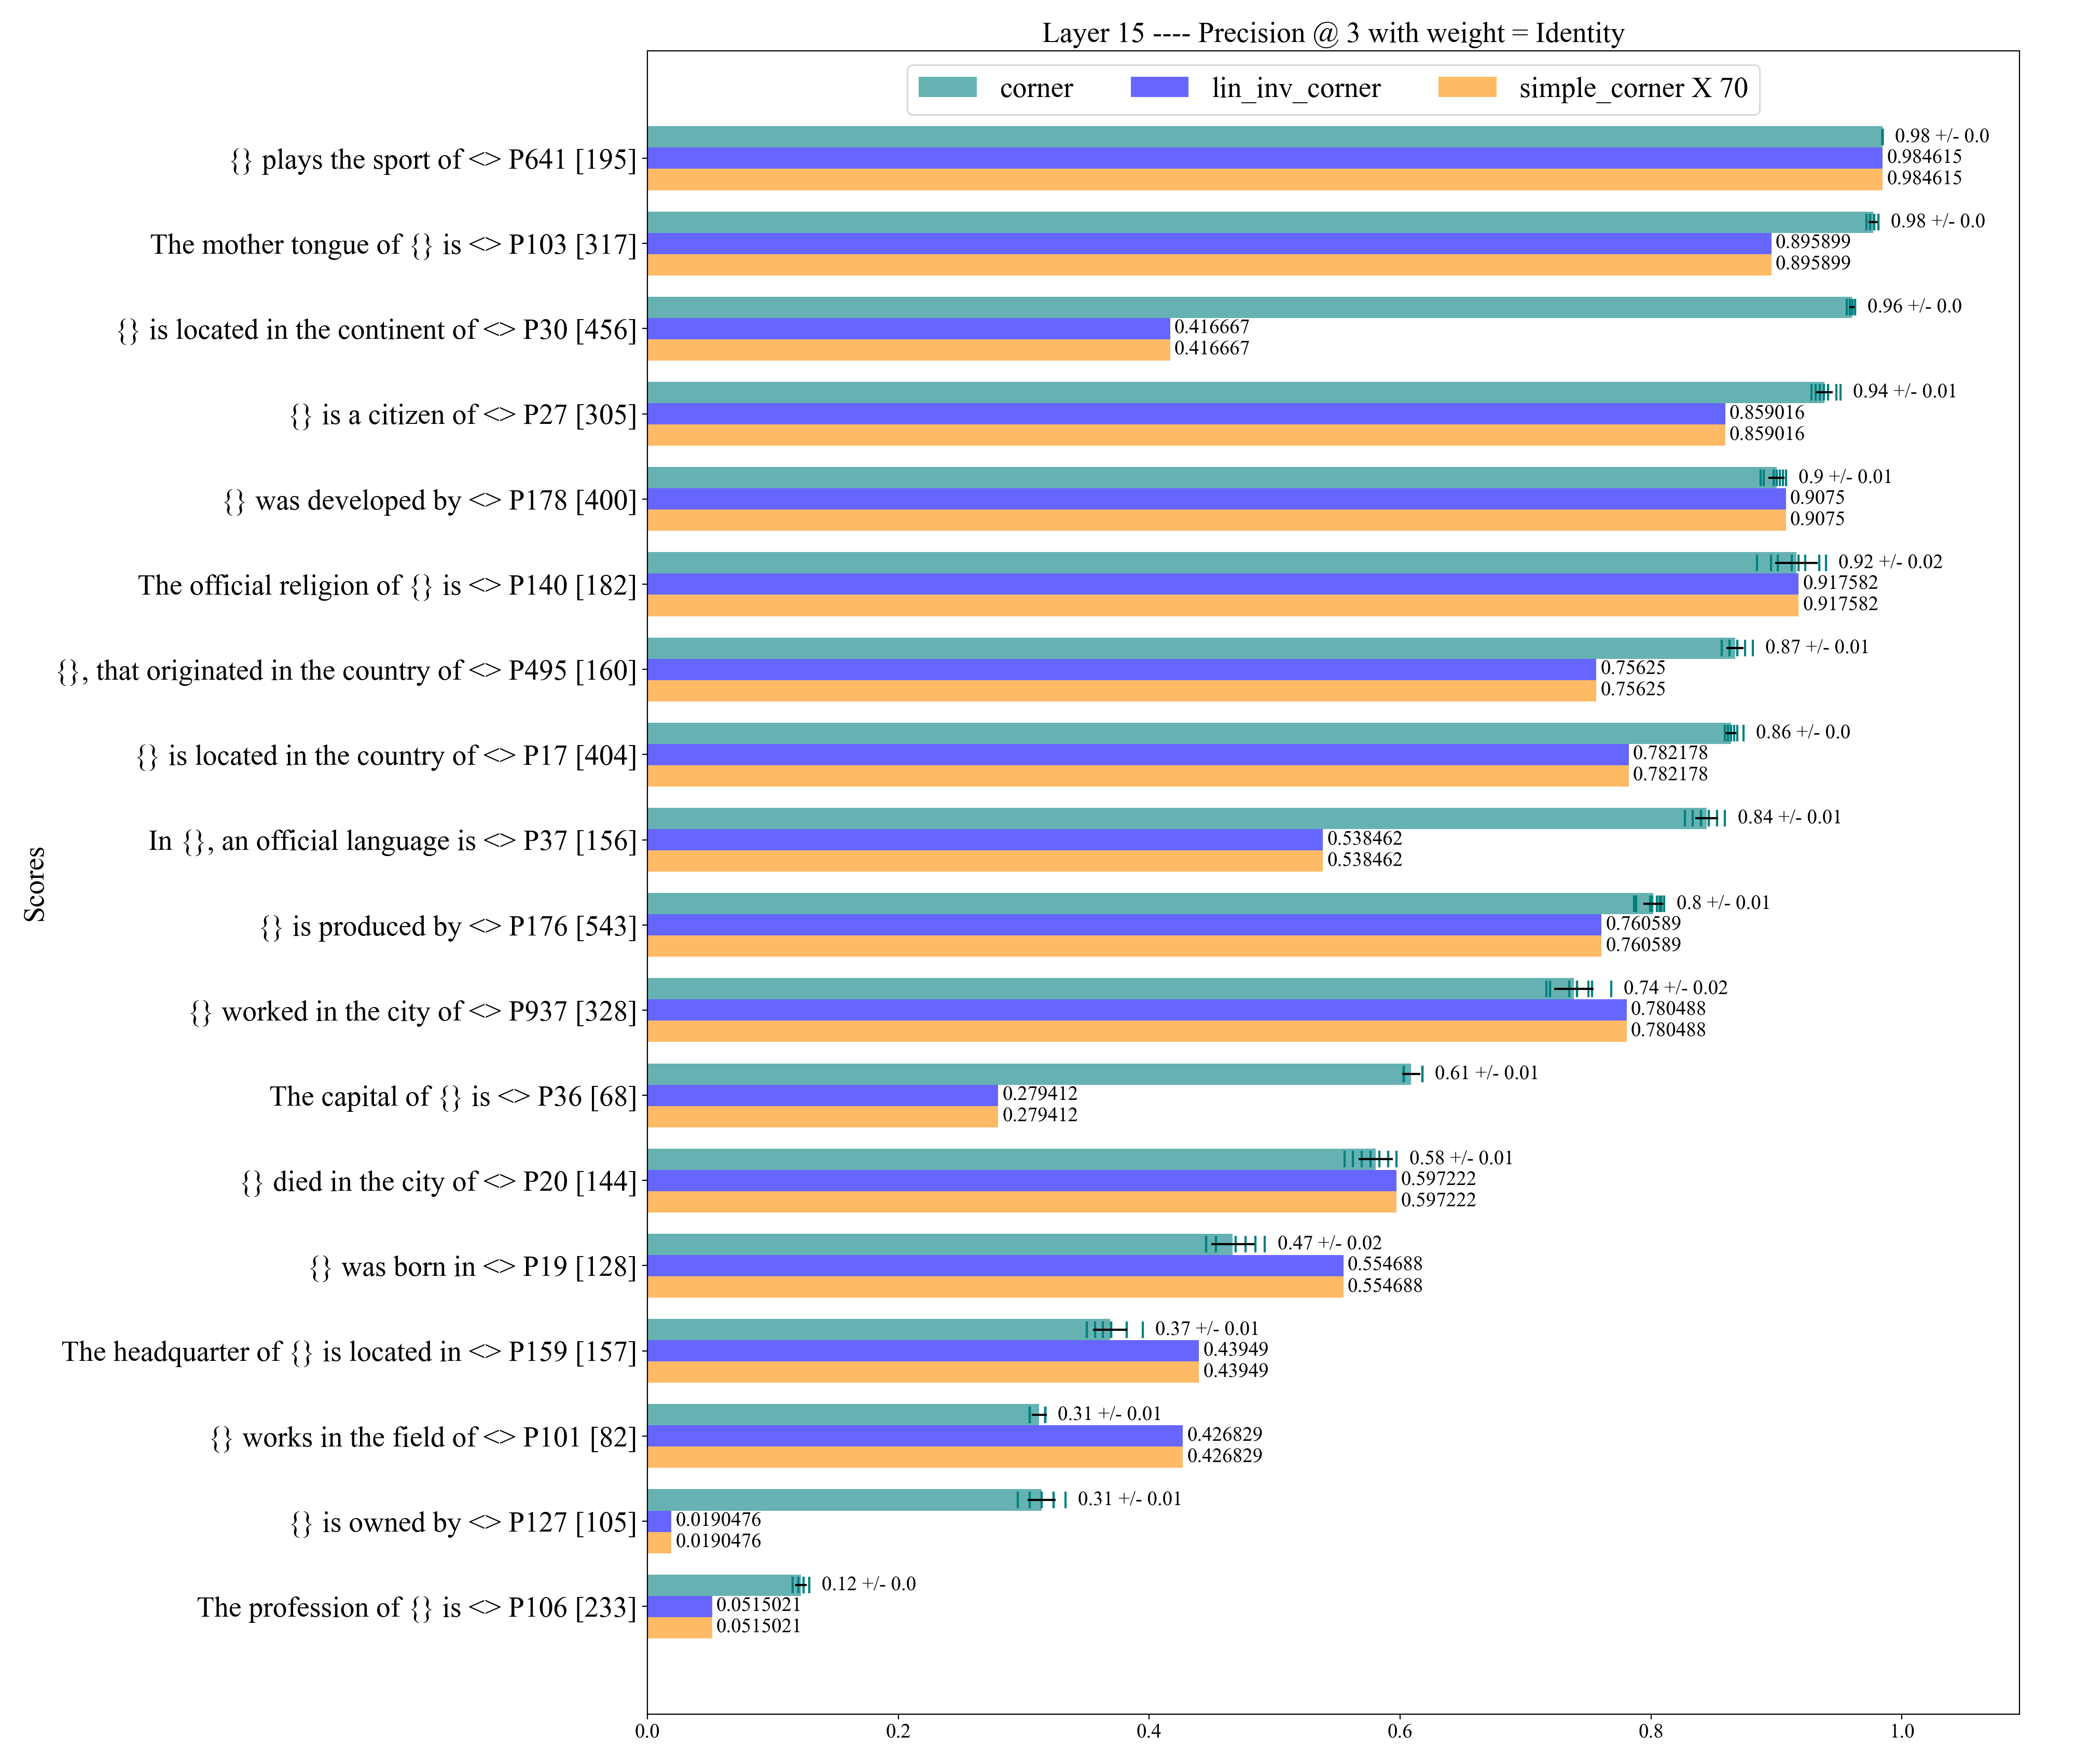 Layer 15 ---- Precision @ 3 with weight = Identity
corner lin_inv_corner simple_corner X 70
{} plays the sport of <> P641 [195]
0.98 +/- 0.0
0.984615
0.984615
The mother tongue of {} is <> P103 [317]
0.98 +/- 0.0
0.895899
0.895899
{} is located in the continent of <> P30 [456]
0.96 +/- 0.0
0.416667
0.416667
{} is a citizen of <> P27 [305]
0.94 +/- 0.01
0.859016
0.859016
{} was developed by <> P178 [400]
0.9 +/- 0.01
0.9075
0.9075
The official religion of {} is <> P140 [182]
0.92 +/- 0.02
0.917582
0.917582
{}, that originated in the country of <> P495 [160]
0.87 +/- 0.01
0.75625
0.75625
{} is located in the country of <> P17 [404]
0.86 +/- 0.0
0.782178
0.782178
In {}, an official language is <> P37 [156]
0.84 +/- 0.01
0.538462
0.538462
{} is produced by <> P176 [543]
0.8 +/- 0.01
0.760589
0.760589
{} worked in the city of <> P937 [328]
0.74 +/- 0.02
0.780488
0.780488
The capital of {} is <> P36 [68]
0.61 +/- 0.01
0.279412
0.279412
{} died in the city of <> P20 [144]
0.58 +/- 0.01
0.597222
0.597222
{} was born in <> P19 [128]
0.47 +/- 0.02
0.554688
0.554688
The headquarter of {} is located in <> P159 [157]
0.37 +/- 0.01
0.43949
0.43949
{} works in the field of <> P101 [82]
0.31 +/- 0.01
0.426829
0.426829
{} is owned by <> P127 [105]
0.31 +/- 0.01
0.0190476
0.0190476
The profession of {} is <> P106 [233]
0.12 +/- 0.0
0.0515021
0.0515021
Scores
0.0 0.2 0.4 0.6 0.8 1.0